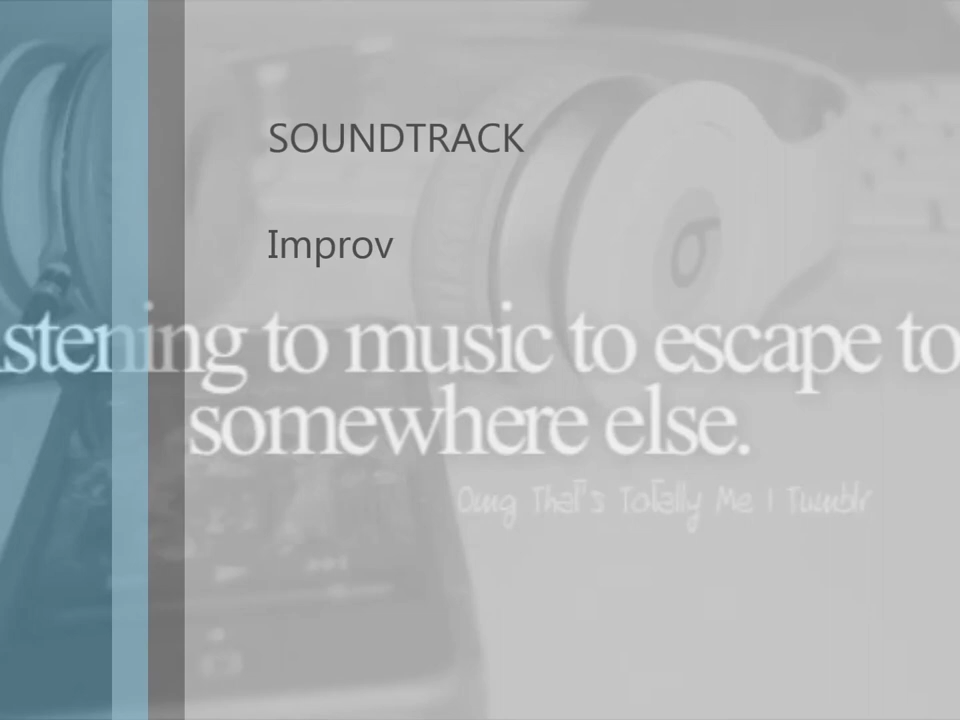 SOUNDTRACK
Improv
stening to music to escape to
somewhere else.
Omg That's Totally Me | Tumblr